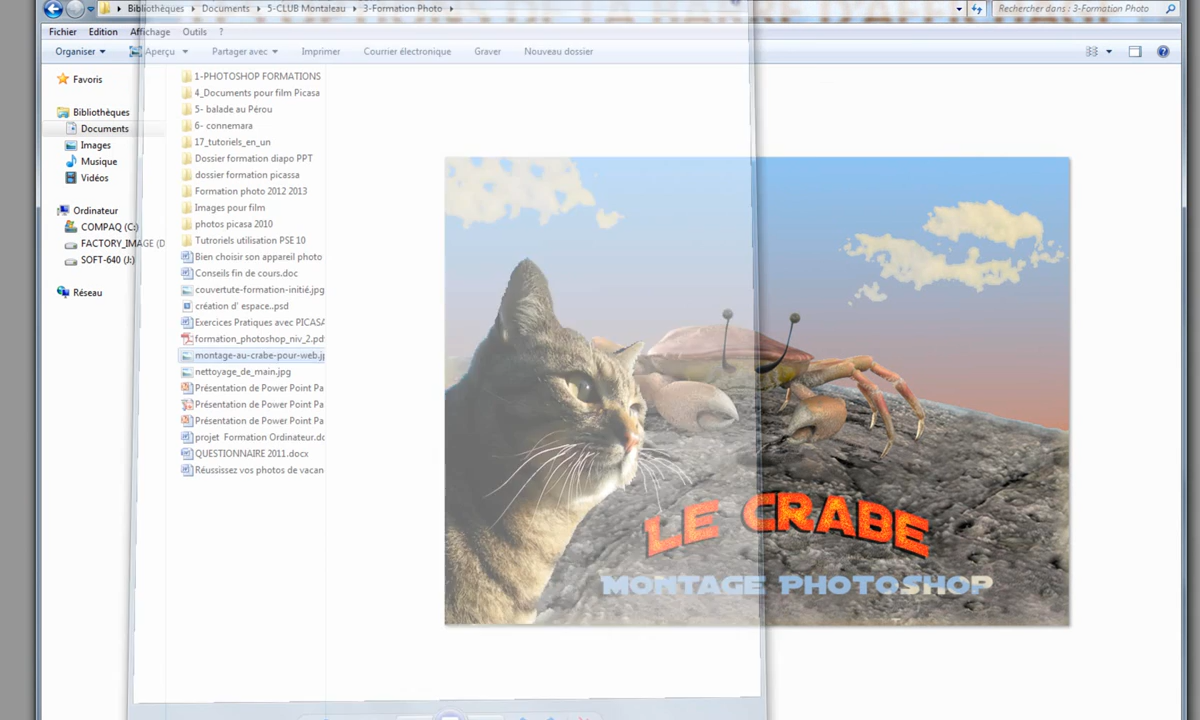 Bibliothèques ▸ Documents ▸ 5-CLUB Montaleau ▸ 3-Formation Photo ▸
Rechercher dans : 3-Formation Photo
Fichier Edition Affichage Outils ?
Organiser Aperçu Partager avec Imprimer Courrier électronique Graver Nouveau dossier
Favoris
Bibliothèques
Documents
Images
Musique
Vidéos
Ordinateur
COMPAQ (C:)
FACTORY_IMAGE (D
SOFT-640 (J:)
Réseau
1-PHOTOSHOP FORMATIONS
4_Documents pour film Picasa
5- balade au Pérou
6- connemara
17_tutoriels_en_un
Dossier formation diapo PPT
dossier formation picassa
Formation photo 2012 2013
Images pour film
photos picasa 2010
Tutroriels utilisation PSE 10
Bien choisir son appareil photo
Conseils fin de cours.doc
couvertute-formation-initié.jpg
création d' espace..psd
Exercices Pratiques avec PICASA
formation_photoshop_niv_2.pdf
montage-au-crabe-pour-web.jp
nettoyage_de_main.jpg
Présentation de Power Point Pa
Présentation de Power Point Pa
Présentation de Power Point Pa
projet Formation Ordinateur.do
QUESTIONNAIRE 2011.docx
Réussissez vos photos de vacan
LE CRABE
MONTAGE PHOTOSHOP